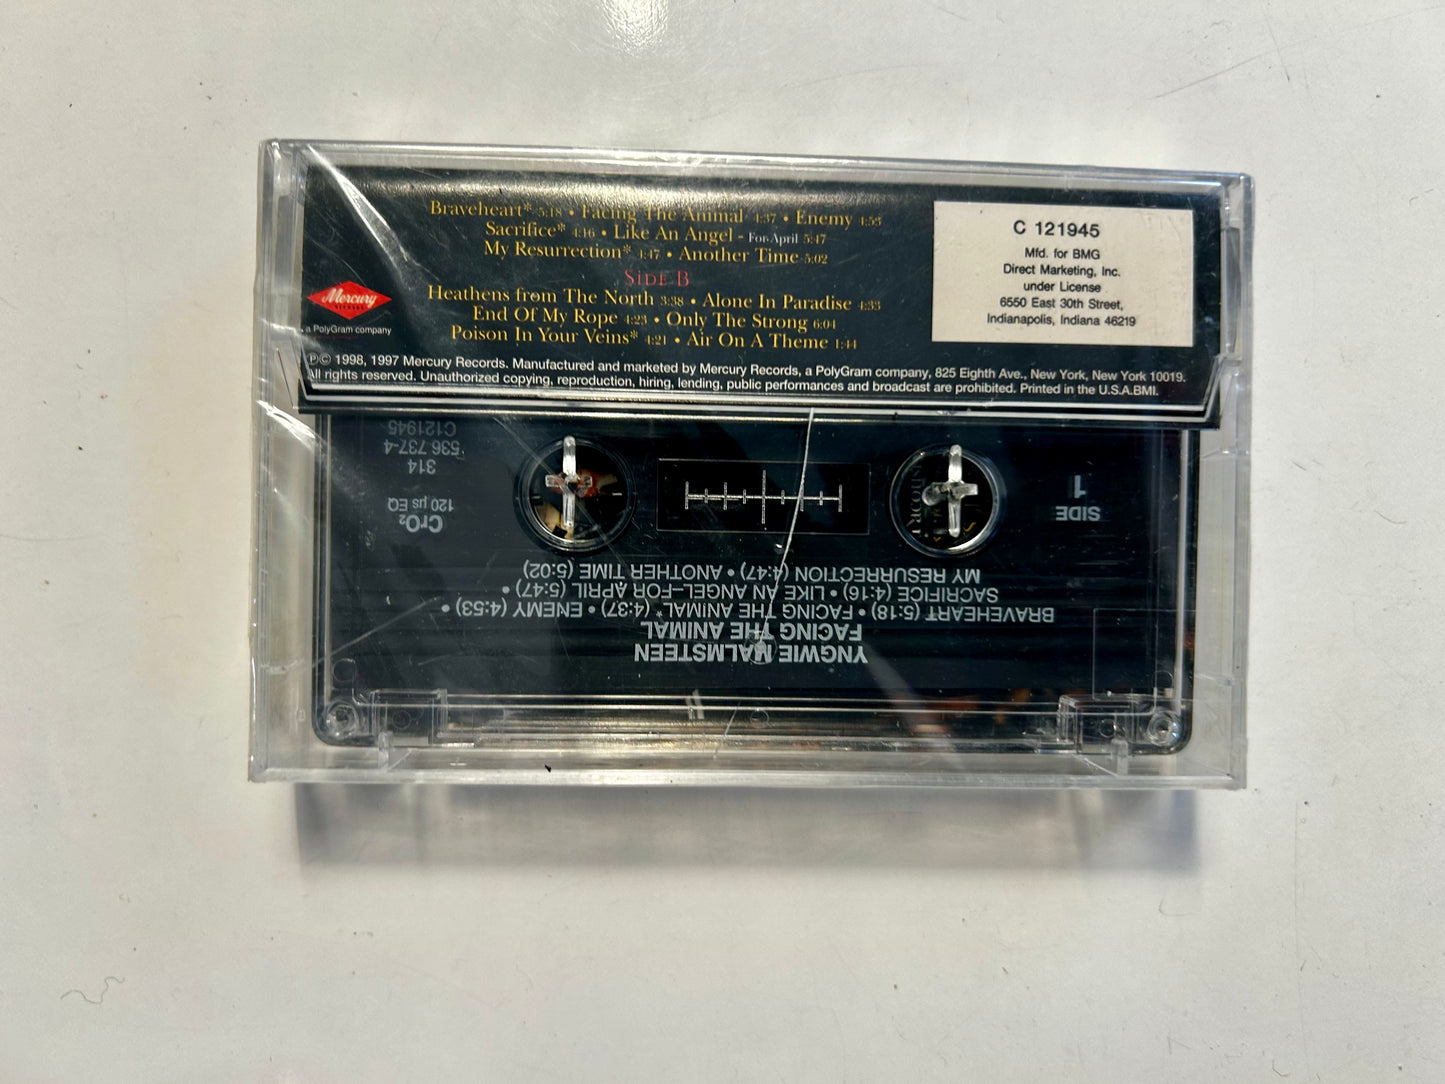 Braveheart* 5:18 • Facing The Animal 4:37 • Enemy 4:53
Sacrifice* 4:16 • Like An Angel - For April 5:47
My Resurrection* 4:47 • Another Time 5:02
SIDE B
Heathens from The North 3:38 • Alone In Paradise 4:33
End Of My Rope 4:23 • Only The Strong 6:04
Poison In Your Veins* 4:21 • Air On A Theme 1:44
Mercury
RECORDS
a PolyGram company
C 121945
Mfd. for BMG
Direct Marketing, Inc.
under License
6550 East 30th Street,
Indianapolis, Indiana 46219
℗© 1998, 1997 Mercury Records. Manufactured and marketed by Mercury Records, a PolyGram company, 825 Eighth Ave., New York, New York 10019.
All rights reserved. Unauthorized copying, reproduction, hiring, lending, public performances and broadcast are prohibited. Printed in the U.S.A.BMI.
YNGWIE MALMSTEEN
FACING THE ANIMAL
BRAVEHEART (5:18) • FACING THE ANIMAL* (4:37) • ENEMY (4:53) •
SACRIFICE (4:16) • LIKE AN ANGEL–FOR APRIL (5:47) •
MY RESURRECTION (4:47) • ANOTHER TIME (5:02)
SIDE
1
CrO2
120 µs EQ
314
536 737-4
C121945